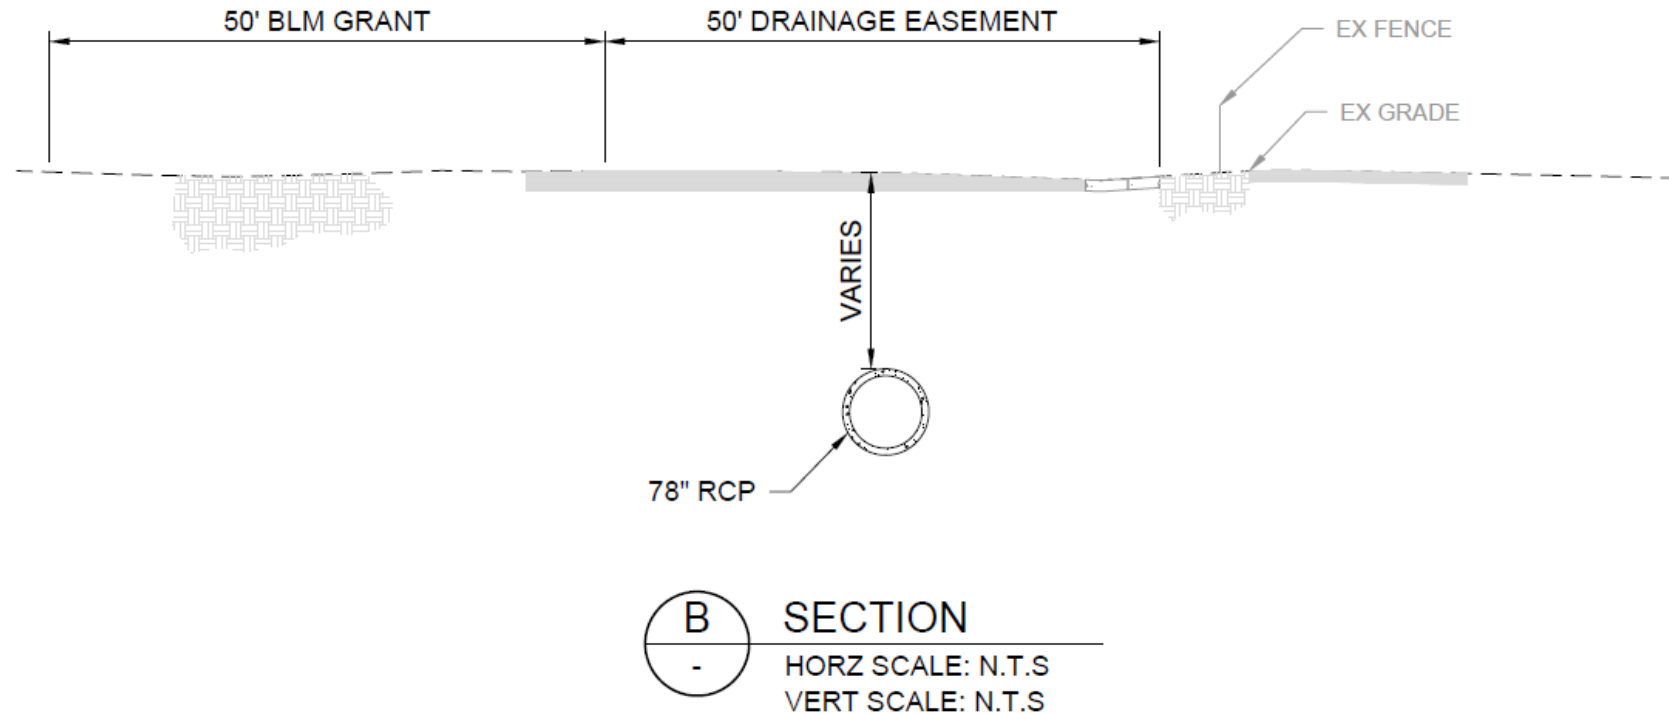 50' BLM GRANT
50' DRAINAGE EASEMENT
EX FENCE
EX GRADE
VARIES
78" RCP
B
-
SECTION
HORZ SCALE: N.T.S
VERT SCALE: N.T.S